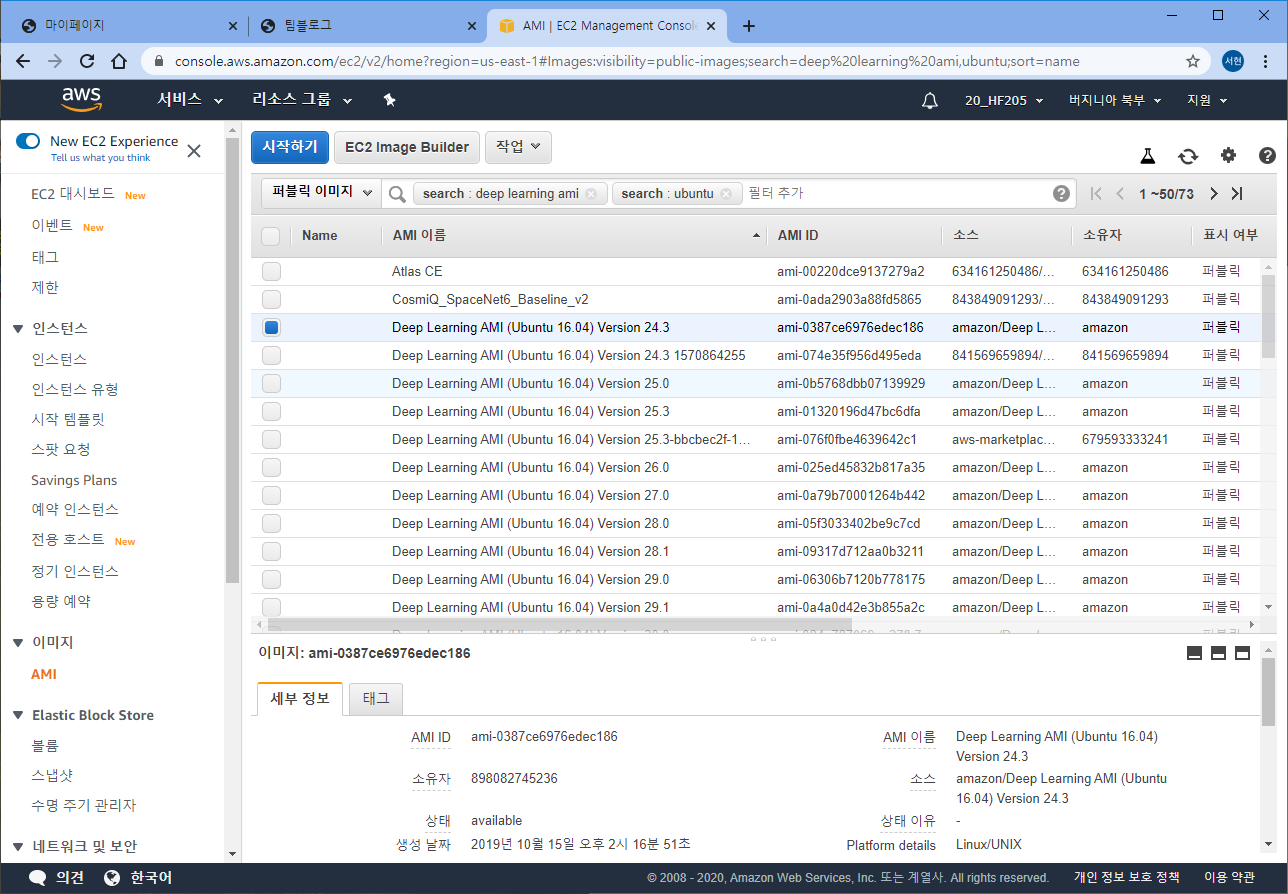 마이페이지
팀블로그
AMI | EC2 Management Consol
console.aws.amazon.com/ec2/v2/home?region=us-east-1#Images:visibility=public-images;search=deep%20learning%20ami,ubuntu;sort=name
서현
aws
서비스
리소스 그룹
20_HF205
버지니아 북부
지원
New EC2 Experience
Tell us what you think
EC2 대시보드 New
이벤트 New
태그
제한
인스턴스
인스턴스
인스턴스 유형
시작 템플릿
스팟 요청
Savings Plans
예약 인스턴스
전용 호스트 New
정기 인스턴스
용량 예약
이미지
AMI
Elastic Block Store
볼륨
스냅샷
수명 주기 관리자
네트워크 및 보안
시작하기
EC2 Image Builder
작업
퍼블릭 이미지
search : deep learning ami
search : ubuntu
필터 추가
1 ~50/73
Name AMI 이름 AMI ID 소스 소유자 표시 여부
Atlas CE ami-00220dce9137279a2 634161250486/... 634161250486 퍼블릭
CosmiQ_SpaceNet6_Baseline_v2 ami-0ada2903a88fd5865 843849091293/... 843849091293 퍼블릭
Deep Learning AMI (Ubuntu 16.04) Version 24.3 ami-0387ce6976edec186 amazon/Deep L... amazon 퍼블릭
Deep Learning AMI (Ubuntu 16.04) Version 24.3 1570864255 ami-074e35f956d495eda 841569659894/... 841569659894 퍼블릭
Deep Learning AMI (Ubuntu 16.04) Version 25.0 ami-0b5768dbb07139929 amazon/Deep L... amazon 퍼블릭
Deep Learning AMI (Ubuntu 16.04) Version 25.3 ami-01320196d47bc6dfa amazon/Deep L... amazon 퍼블릭
Deep Learning AMI (Ubuntu 16.04) Version 25.3-bbcbec2f-1... ami-076f0fbe4639642c1 aws-marketplac... 679593333241 퍼블릭
Deep Learning AMI (Ubuntu 16.04) Version 26.0 ami-025ed45832b817a35 amazon/Deep L... amazon 퍼블릭
Deep Learning AMI (Ubuntu 16.04) Version 27.0 ami-0a79b70001264b442 amazon/Deep L... amazon 퍼블릭
Deep Learning AMI (Ubuntu 16.04) Version 28.0 ami-05f3033402be9c7cd amazon/Deep L... amazon 퍼블릭
Deep Learning AMI (Ubuntu 16.04) Version 28.1 ami-09317d712aa0b3211 amazon/Deep L... amazon 퍼블릭
Deep Learning AMI (Ubuntu 16.04) Version 29.0 ami-06306b7120b778175 amazon/Deep L... amazon 퍼블릭
Deep Learning AMI (Ubuntu 16.04) Version 29.1 ami-0a4a0d42e3b855a2c amazon/Deep L... amazon 퍼블릭
이미지: ami-0387ce6976edec186
세부 정보
태그
AMI ID ami-0387ce6976edec186
AMI 이름 Deep Learning AMI (Ubuntu 16.04)
Version 24.3
소유자 898082745236
소스 amazon/Deep Learning AMI (Ubuntu
16.04) Version 24.3
상태 available
상태 이유 -
생성 날짜 2019년 10월 15일 오후 2시 16분 51초
Platform details Linux/UNIX
의견
한국어
© 2008 - 2020, Amazon Web Services, Inc. 또는 계열사. All rights reserved.
개인 정보 보호 정책
이용 약관